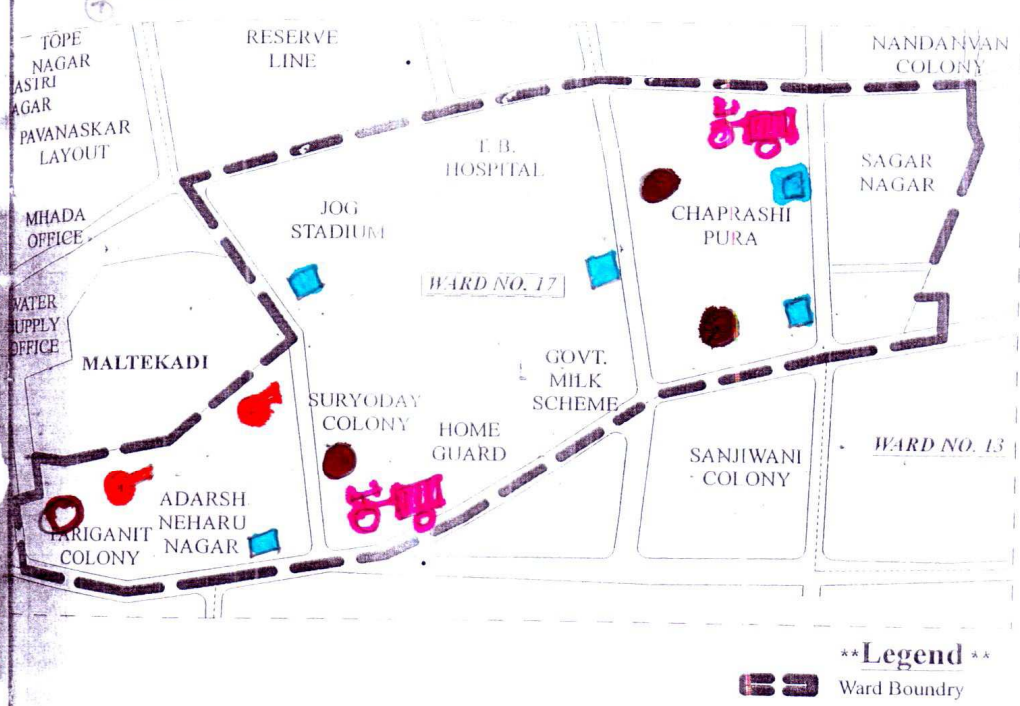 7
TOPE
NAGAR
ASTRI
AGAR
PAVANASKAR
LAYOUT
RESERVE
LINE
NANDANVAN
COLONY
T. B.
HOSPITAL
SAGAR
NAGAR
MHADA
OFFICE
JOG
STADIUM
CHAPRASHI
PURA
WARD NO. 17
WATER
SUPPLY
OFFICE
MALTEKADI
GOVT.
MILK
SCHEME
SURYODAY
COLONY
HOME
GUARD
SANJIWANI
COLONY
WARD NO. 13
ADARSH
NEHARU
NAGAR
PARIGANIT
COLONY
**Legend **
Ward Boundry